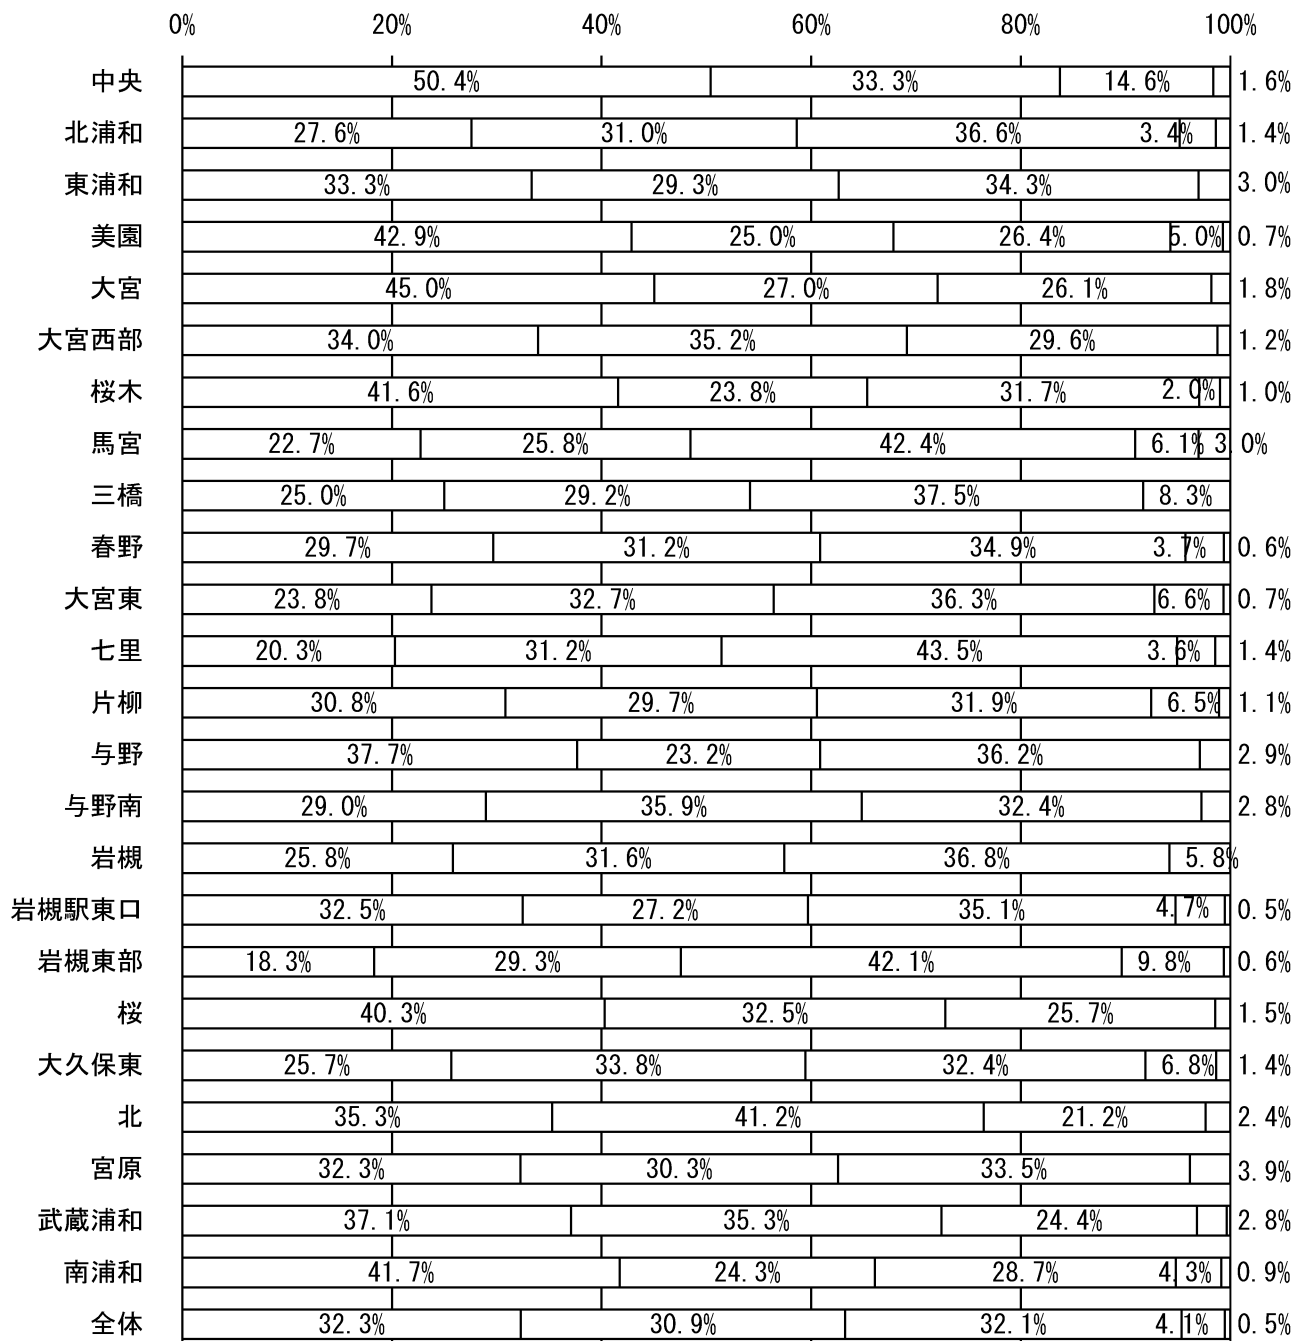 0% 20% 40% 60% 80% 100%
中央 50.4% 33.3% 14.6% 1.6%
北浦和 27.6% 31.0% 36.6% 3.4% 1.4%
東浦和 33.3% 29.3% 34.3% 3.0%
美園 42.9% 25.0% 26.4% 5.0% 0.7%
大宮 45.0% 27.0% 26.1% 1.8%
大宮西部 34.0% 35.2% 29.6% 1.2%
桜木 41.6% 23.8% 31.7% 2.0% 1.0%
馬宮 22.7% 25.8% 42.4% 6.1% 3.0%
三橋 25.0% 29.2% 37.5% 8.3%
春野 29.7% 31.2% 34.9% 3.7% 0.6%
大宮東 23.8% 32.7% 36.3% 6.6% 0.7%
七里 20.3% 31.2% 43.5% 3.6% 1.4%
片柳 30.8% 29.7% 31.9% 6.5% 1.1%
与野 37.7% 23.2% 36.2% 2.9%
与野南 29.0% 35.9% 32.4% 2.8%
岩槻 25.8% 31.6% 36.8% 5.8%
岩槻駅東口 32.5% 27.2% 35.1% 4.7% 0.5%
岩槻東部 18.3% 29.3% 42.1% 9.8% 0.6%
桜 40.3% 32.5% 25.7% 1.5%
大久保東 25.7% 33.8% 32.4% 6.8% 1.4%
北 35.3% 41.2% 21.2% 2.4%
宮原 32.3% 30.3% 33.5% 3.9%
武蔵浦和 37.1% 35.3% 24.4% 2.8%
南浦和 41.7% 24.3% 28.7% 4.3% 0.9%
全体 32.3% 30.9% 32.1% 4.1% 0.5%